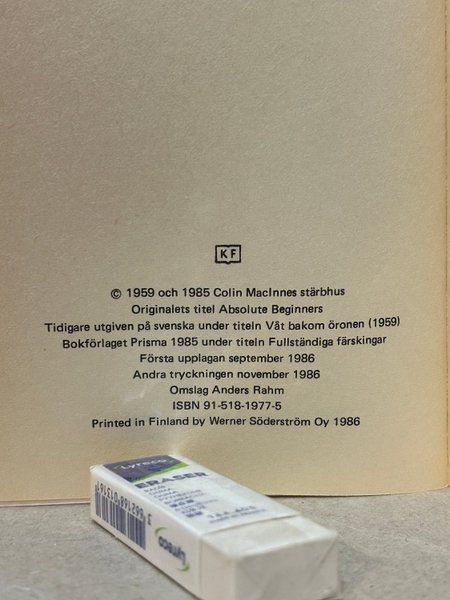 KF
© 1959 och 1985 Colin MacInnes stärbhus
Originalets titel Absolute Beginners
Tidigare utgiven på svenska under titeln Våt bakom öronen (1959)
Bokförlaget Prisma 1985 under titeln Fullständiga färskingar
Första upplagan september 1986
Andra tryckningen november 1986
Omslag Anders Rahm
ISBN 91-518-1977-5
Printed in Finland by Werner Söderström Oy 1986
Lyreco
ERASER
Lyreco